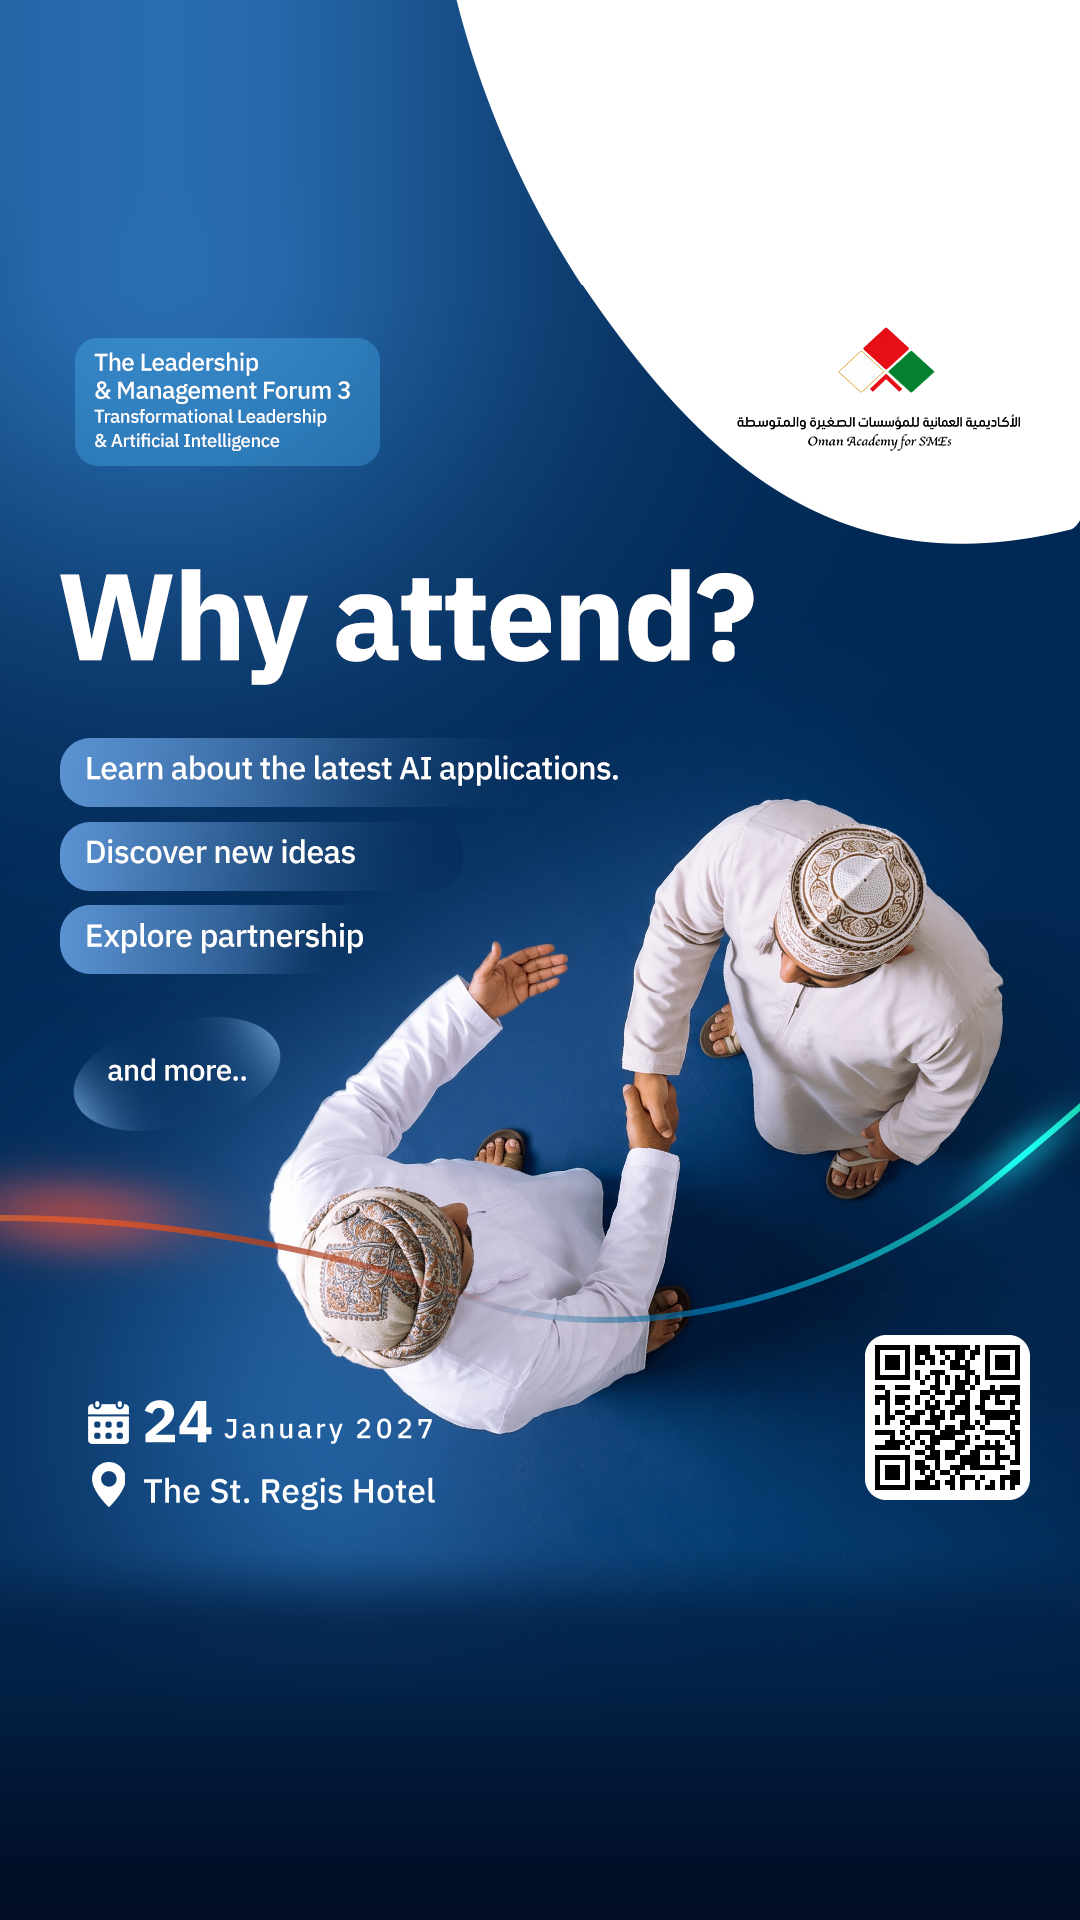 The Leadership
& Management Forum 3
Transformational Leadership
& Artificial Intelligence
الأكاديمية العمانية للمؤسسات الصغيرة والمتوسطة
Oman Academy for SMEs
Why attend?
Learn about the latest AI applications.
Discover new ideas
Explore partnership
and more..
24 January 2027
The St. Regis Hotel